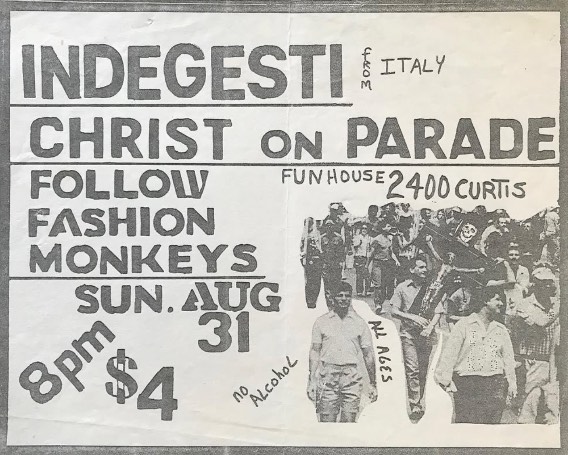 INDEGESTI FROM ITALY
CHRIST ON PARADE
FOLLOW
FASHION
MONKEYS
FUNHOUSE 2400 CURTIS
SUN. AUG
31
8pm
$4
NO
ALCOHOL
ALL AGES